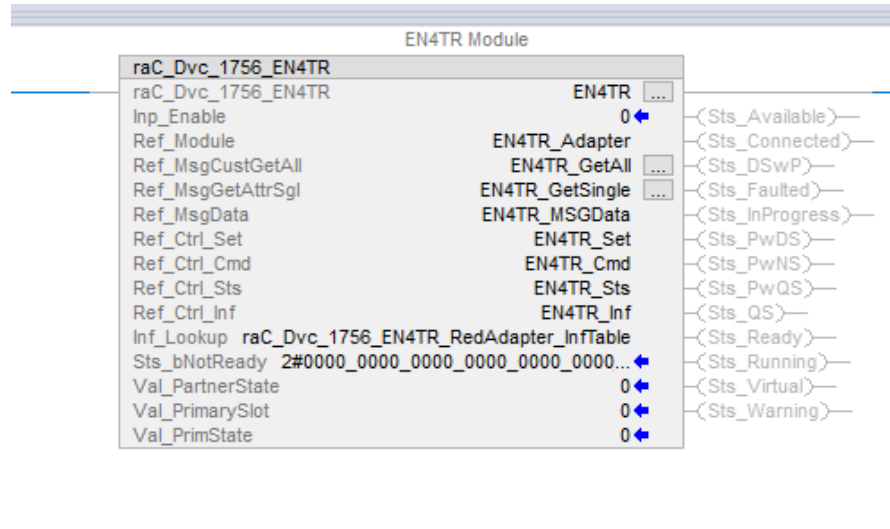 EN4TR Module
raC_Dvc_1756_EN4TR
raC_Dvc_1756_EN4TR EN4TR ...
Inp_Enable 0 (Sts_Available)
Ref_Module EN4TR_Adapter (Sts_Connected)
Ref_MsgCustGetAll EN4TR_GetAll ... (Sts_DSwP)
Ref_MsgGetAttrSgl EN4TR_GetSingle ... (Sts_Faulted)
Ref_MsgData EN4TR_MSGData (Sts_InProgress)
Ref_Ctrl_Set EN4TR_Set (Sts_PwDS)
Ref_Ctrl_Cmd EN4TR_Cmd (Sts_PwNS)
Ref_Ctrl_Sts EN4TR_Sts (Sts_PwQS)
Ref_Ctrl_Inf EN4TR_Inf (Sts_QS)
Inf_Lookup raC_Dvc_1756_EN4TR_RedAdapter_InfTable (Sts_Ready)
Sts_bNotReady 2#0000_0000_0000_0000_0000_0000... (Sts_Running)
Val_PartnerState 0 (Sts_Virtual)
Val_PrimarySlot 0 (Sts_Warning)
Val_PrimState 0